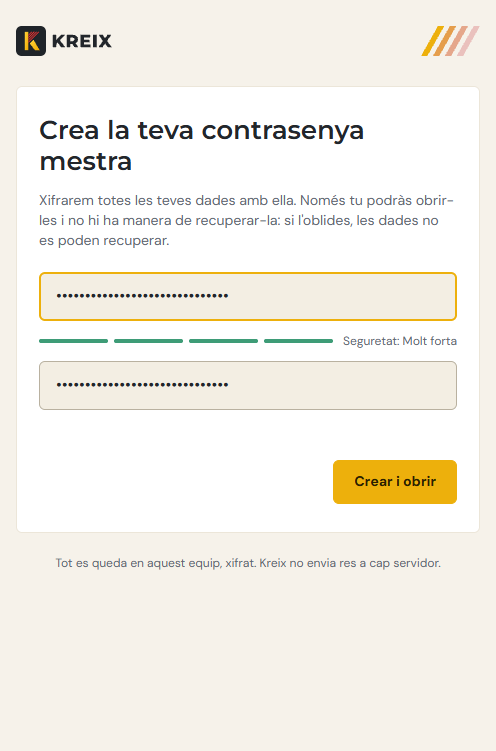 KREIX
Crea la teva contrasenya
mestra
Xifrarem totes les teves dades amb ella. Només tu podràs obrir-
les i no hi ha manera de recuperar-la: si l'oblides, les dades no
es poden recuperar.
••••••••••••••••••••••••••••••
Seguretat: Molt forta
••••••••••••••••••••••••••••••
Crear i obrir
Tot es queda en aquest equip, xifrat. Kreix no envia res a cap servidor.